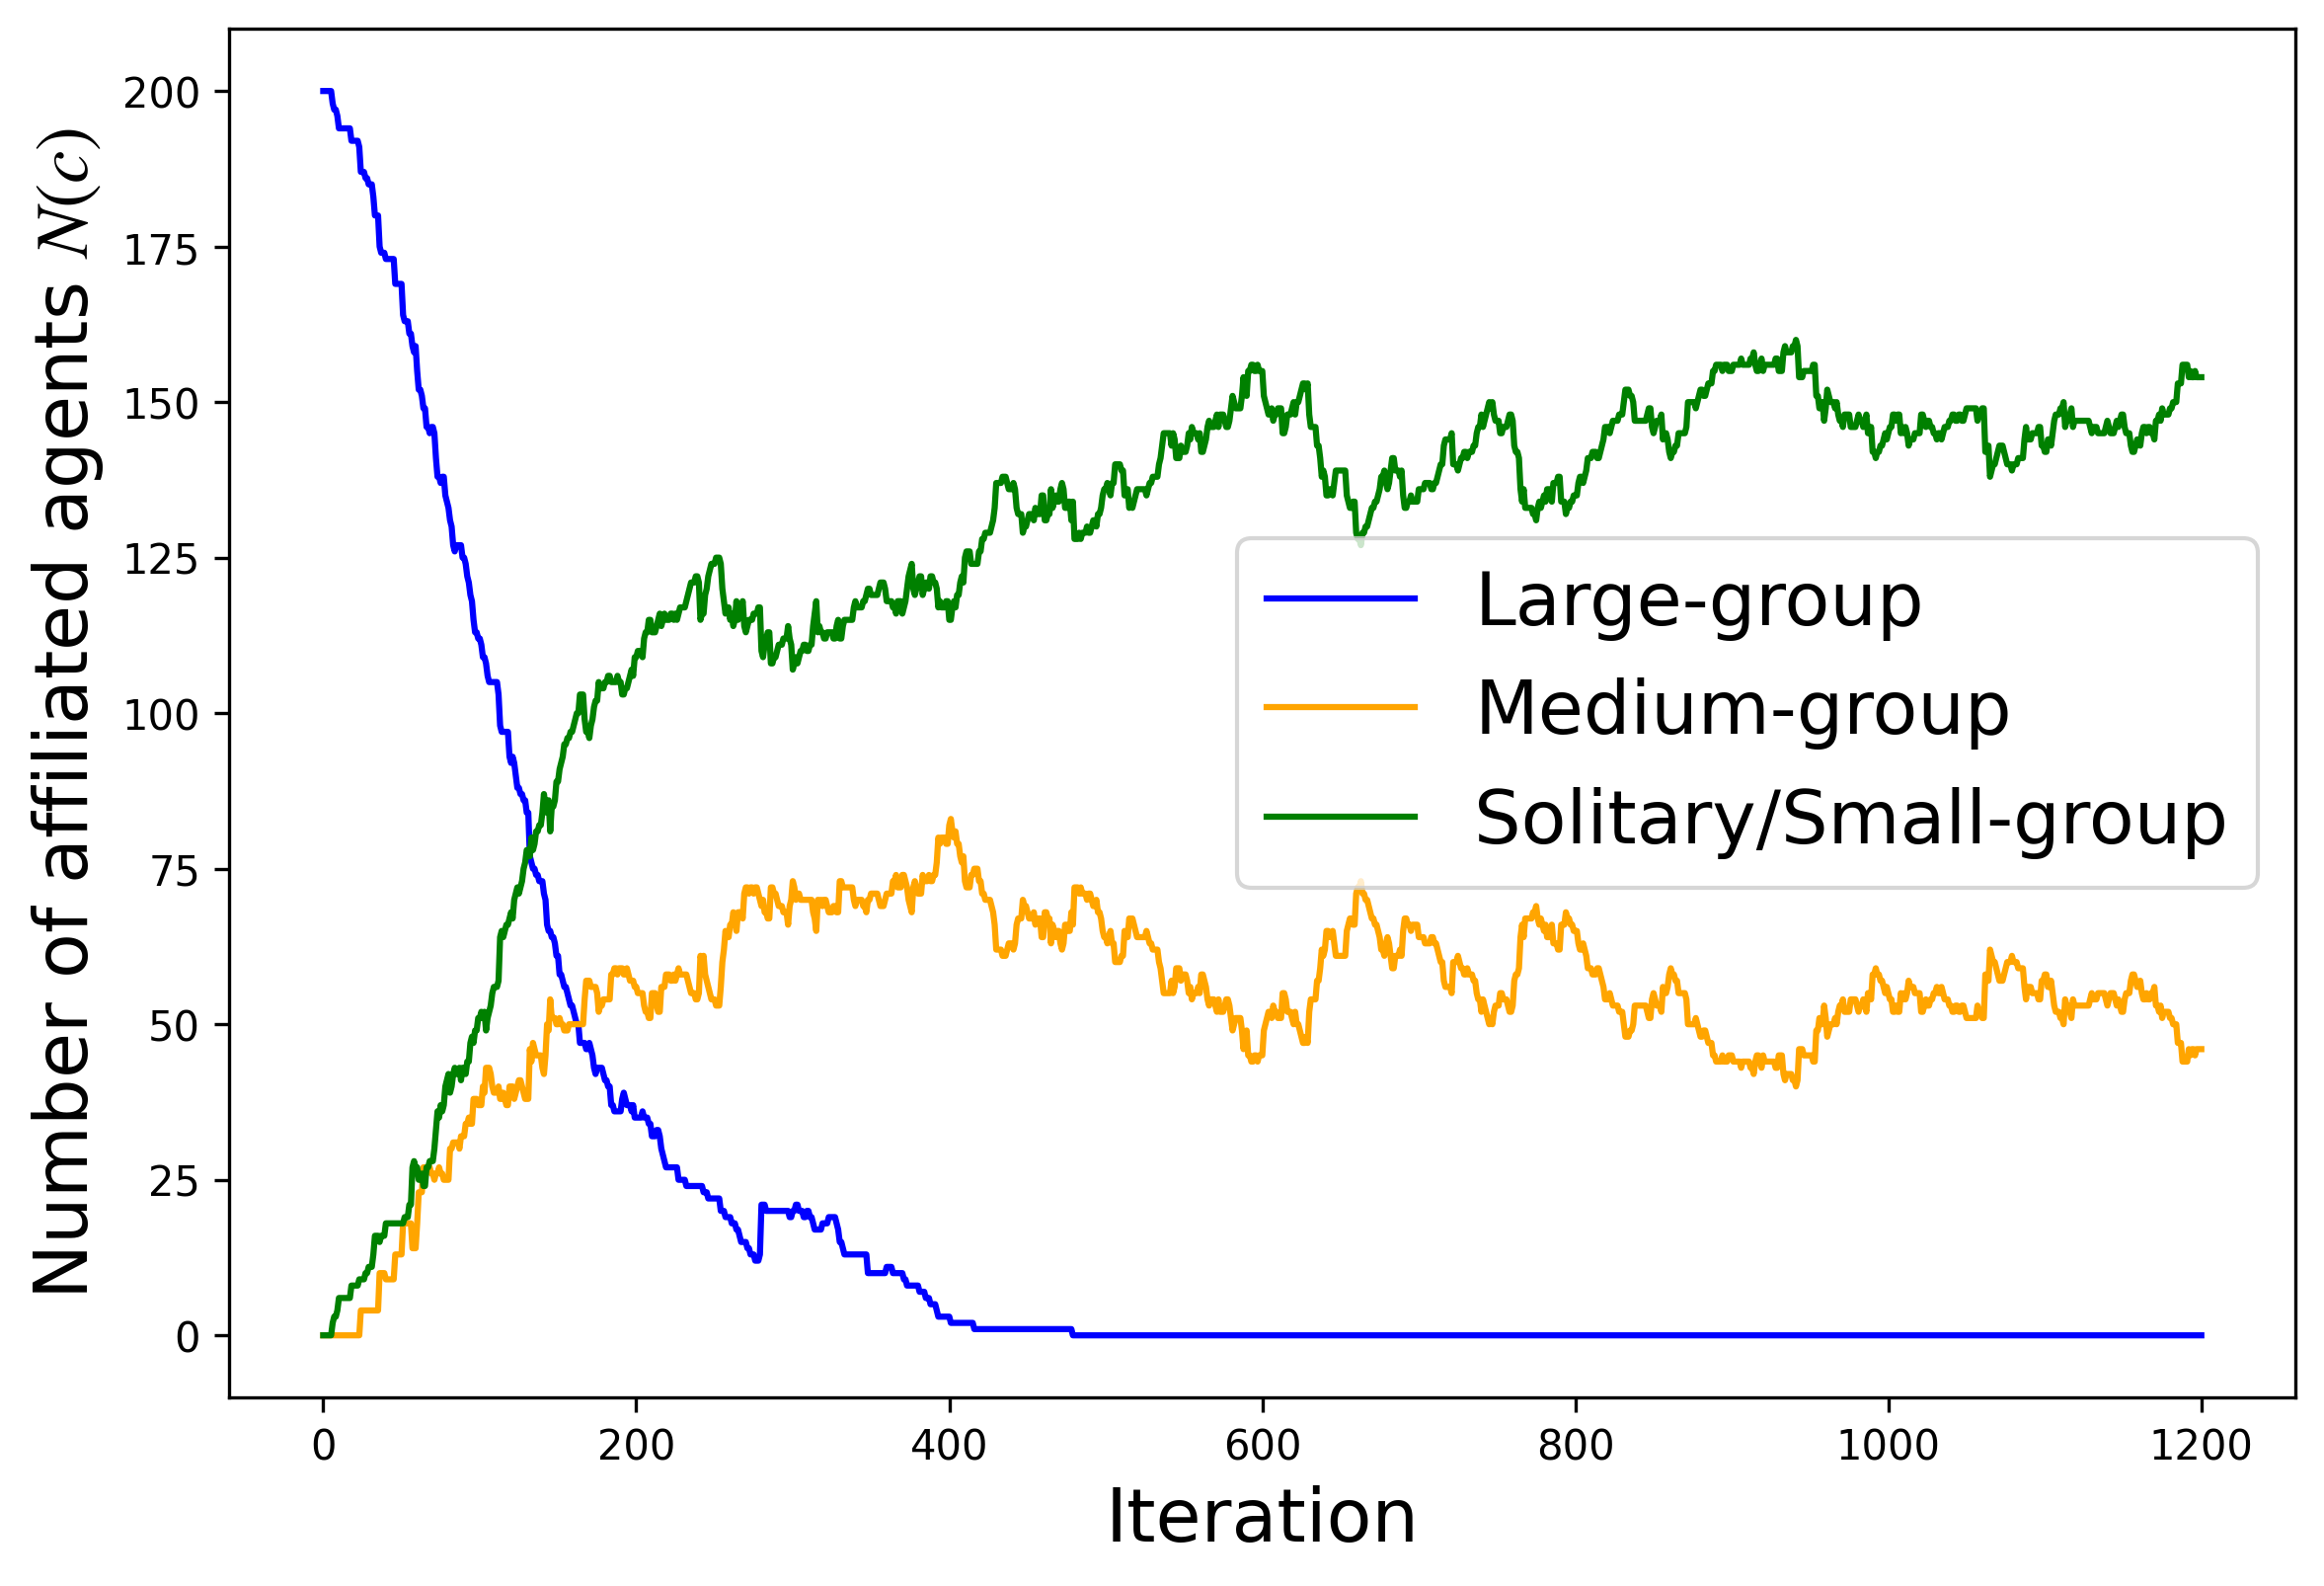 Number of affiliated agents N(c)
200
175
150
125
100
75
50
25
0
Large-group
Medium-group
Solitary/Small-group
0 200 400 600 800 1000 1200
Iteration